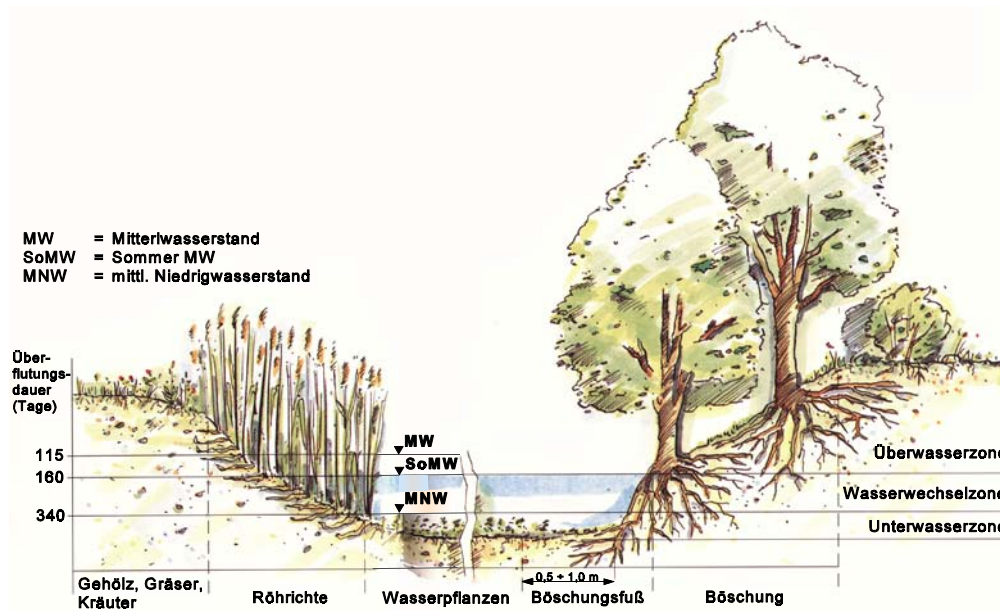 MW = Mitterlwasserstand
SoMW = Sommer MW
MNW = mittl. Niedrigwasserstand
Über-
flutungs-
dauer
(Tage)
115
160
340
MW
SoMW
MNW
Überwasserzone
Wasserwechselzone
Unterwasserzone
0,5 ÷ 1,0 m
Gehölz, Gräser,
Kräuter
Röhrichte
Wasserpflanzen
Böschungsfuß
Böschung